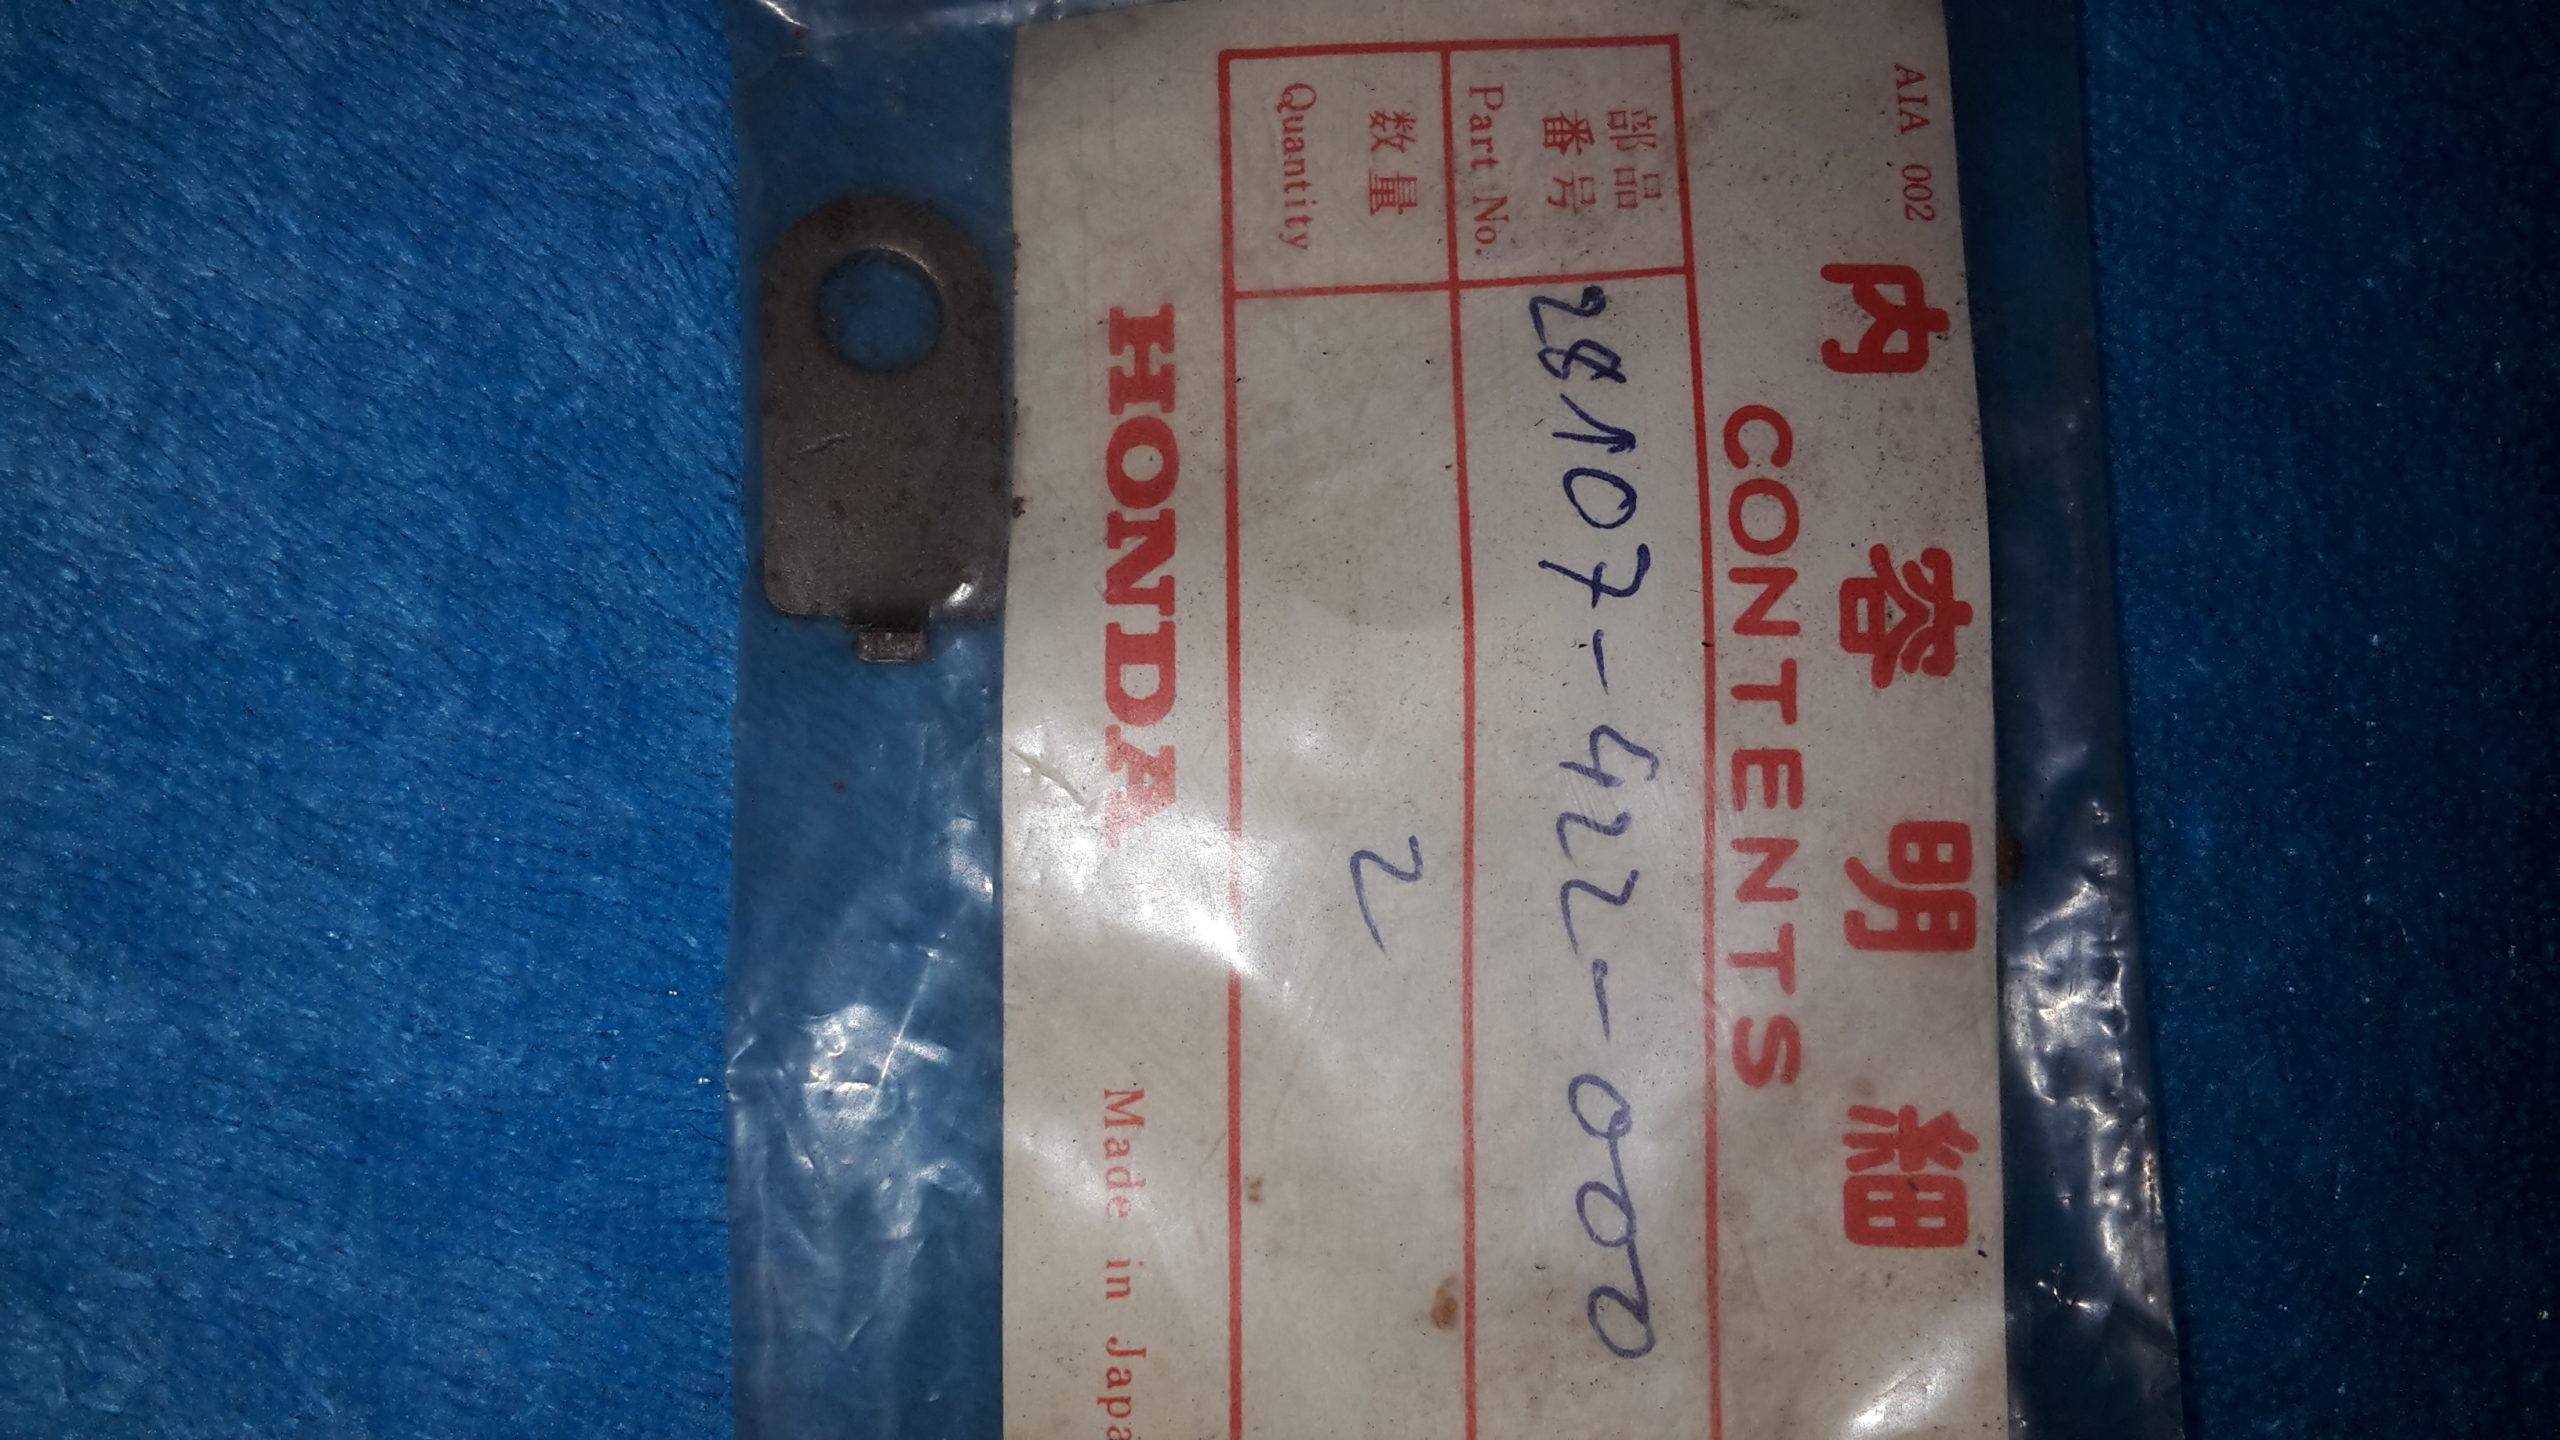 AIA 002
内容明細
CONTENTS
部品
番号
Part No.
28107-422-000
数量
Quantity
2
HONDA
Made in Japa